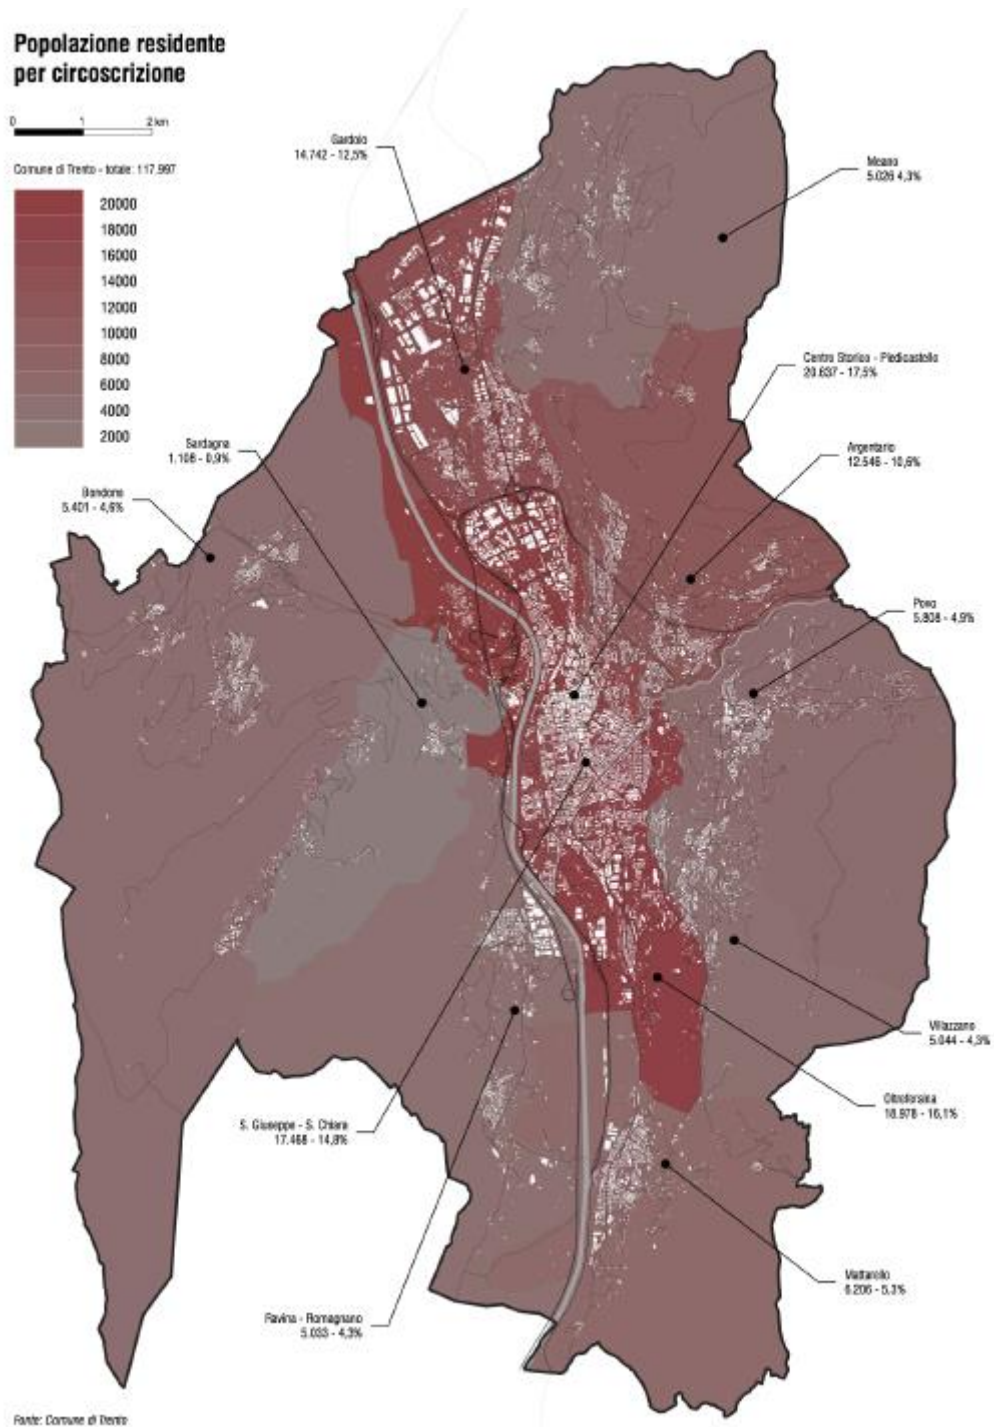 Popolazione residente
per circoscrizione
0 1 2 km
Comune di Trento - totale: 117.997
20000
18000
16000
14000
12000
10000
8000
6000
4000
2000
Gardolo
14.742 - 12,5%
Meano
5.026 4,3%
Centro Storico - Piedicastello
20.637 - 17,5%
Argentario
12.546 - 10,6%
Sardagna
1.108 - 0,9%
Bondone
5.401 - 4,6%
Povo
5.808 - 4,9%
Villazzano
5.044 - 4,3%
Oltrefersina
18.978 - 16,1%
S. Giuseppe - S. Chiara
17.468 - 14,8%
Mattarello
6.206 - 5,3%
Ravina - Romagnano
5.033 - 4,3%
Fonte: Comune di Trento